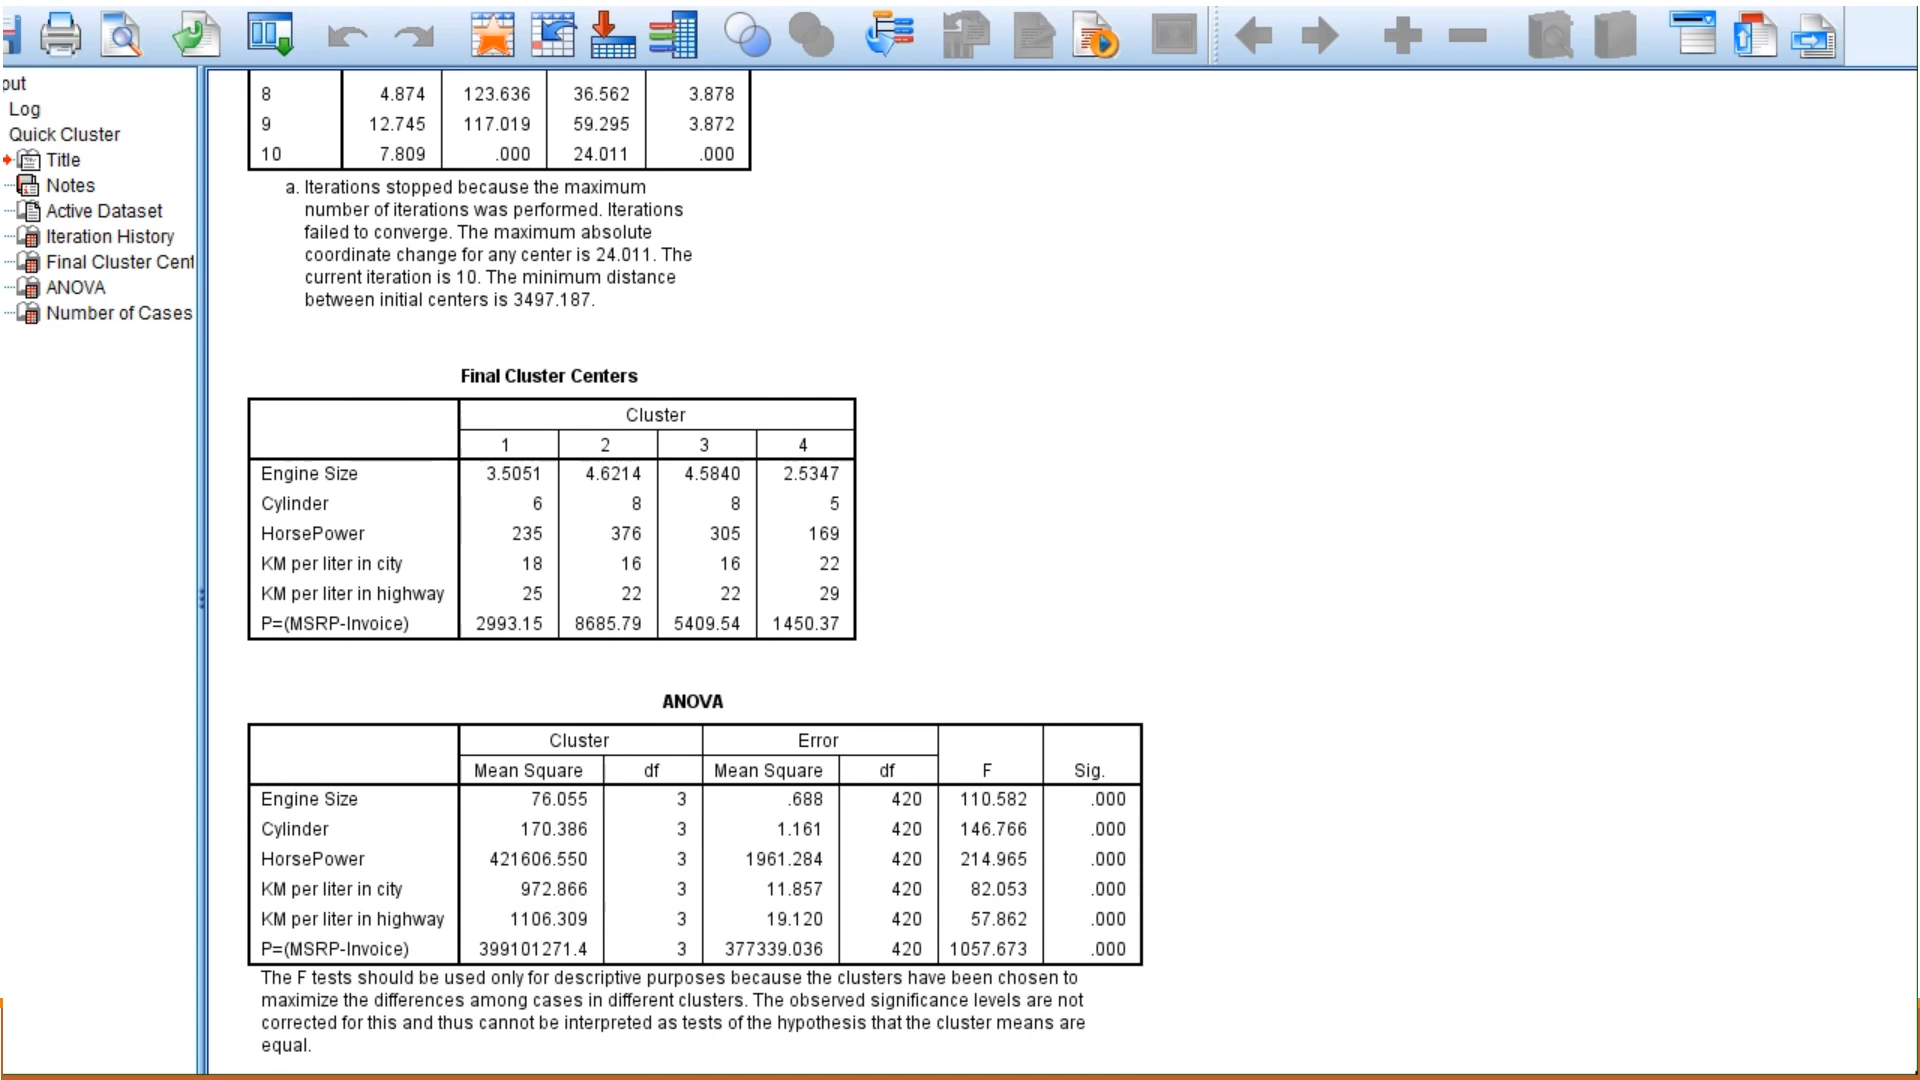 put
Log
Quick Cluster
Title
Notes
Active Dataset
Iteration History
Final Cluster Cent
ANOVA
Number of Cases
8 4.874 123.636 36.562 3.878
9 12.745 117.019 59.295 3.872
10 7.809 .000 24.011 .000
a. Iterations stopped because the maximum
number of iterations was performed. Iterations
failed to converge. The maximum absolute
coordinate change for any center is 24.011. The
current iteration is 10. The minimum distance
between initial centers is 3497.187.
Final Cluster Centers
Cluster
1 2 3 4
Engine Size 3.5051 4.6214 4.5840 2.5347
Cylinder 6 8 8 5
HorsePower 235 376 305 169
KM per liter in city 18 16 16 22
KM per liter in highway 25 22 22 29
P=(MSRP-Invoice) 2993.15 8685.79 5409.54 1450.37
ANOVA
Cluster Error
Mean Square df Mean Square df F Sig.
Engine Size 76.055 3 .688 420 110.582 .000
Cylinder 170.386 3 1.161 420 146.766 .000
HorsePower 421606.550 3 1961.284 420 214.965 .000
KM per liter in city 972.866 3 11.857 420 82.053 .000
KM per liter in highway 1106.309 3 19.120 420 57.862 .000
P=(MSRP-Invoice) 399101271.4 3 377339.036 420 1057.673 .000
The F tests should be used only for descriptive purposes because the clusters have been chosen to
maximize the differences among cases in different clusters. The observed significance levels are not
corrected for this and thus cannot be interpreted as tests of the hypothesis that the cluster means are
equal.